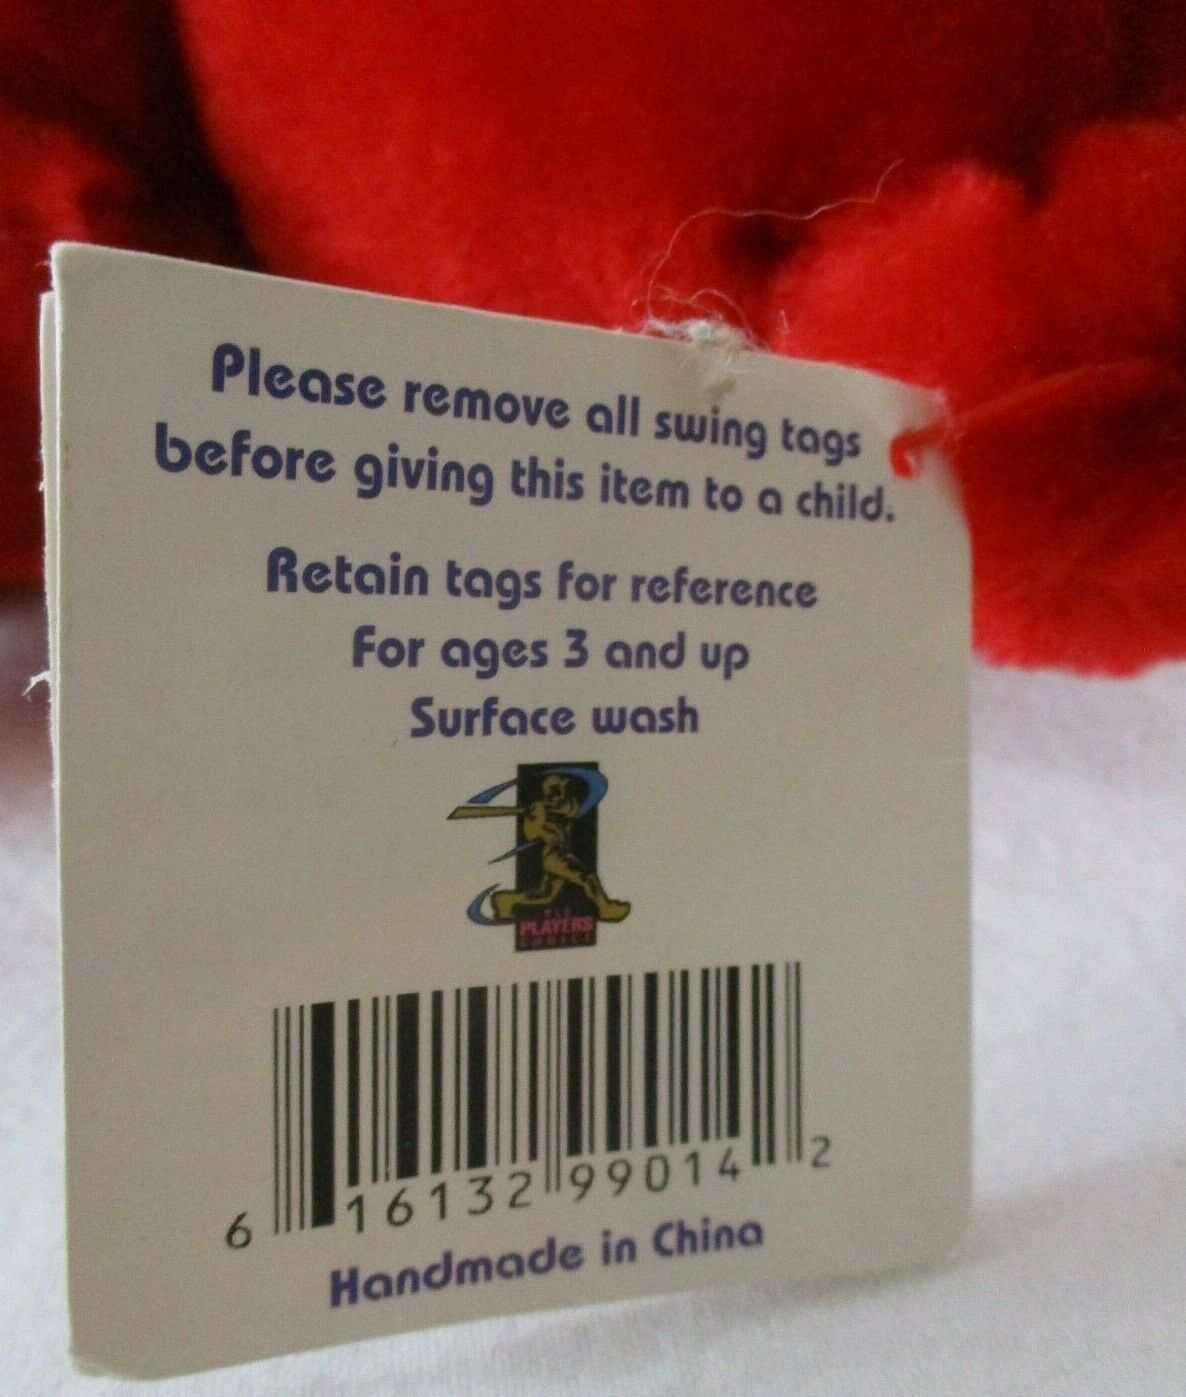 Please remove all swing tags
before giving this item to a child.
Retain tags for reference
For ages 3 and up
Surface wash
PLAYERS
6 16132 99014 2
Handmade in China